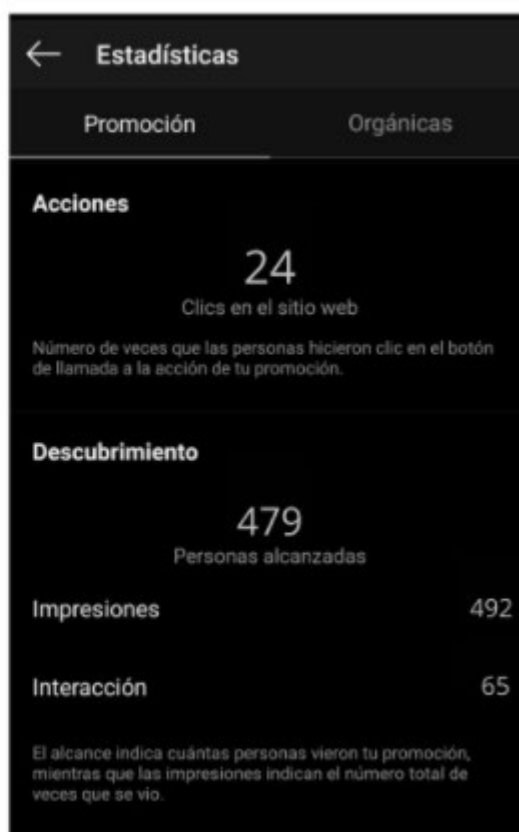 Estadísticas
Promoción Orgánicas
Acciones
24
Clics en el sitio web
Número de veces que las personas hicieron clic en el botón
de llamada a la acción de tu promoción.
Descubrimiento
479
Personas alcanzadas
Impresiones 492
Interacción 65
El alcance indica cuántas personas vieron tu promoción,
mientras que las impresiones indican el número total de
veces que se vio.